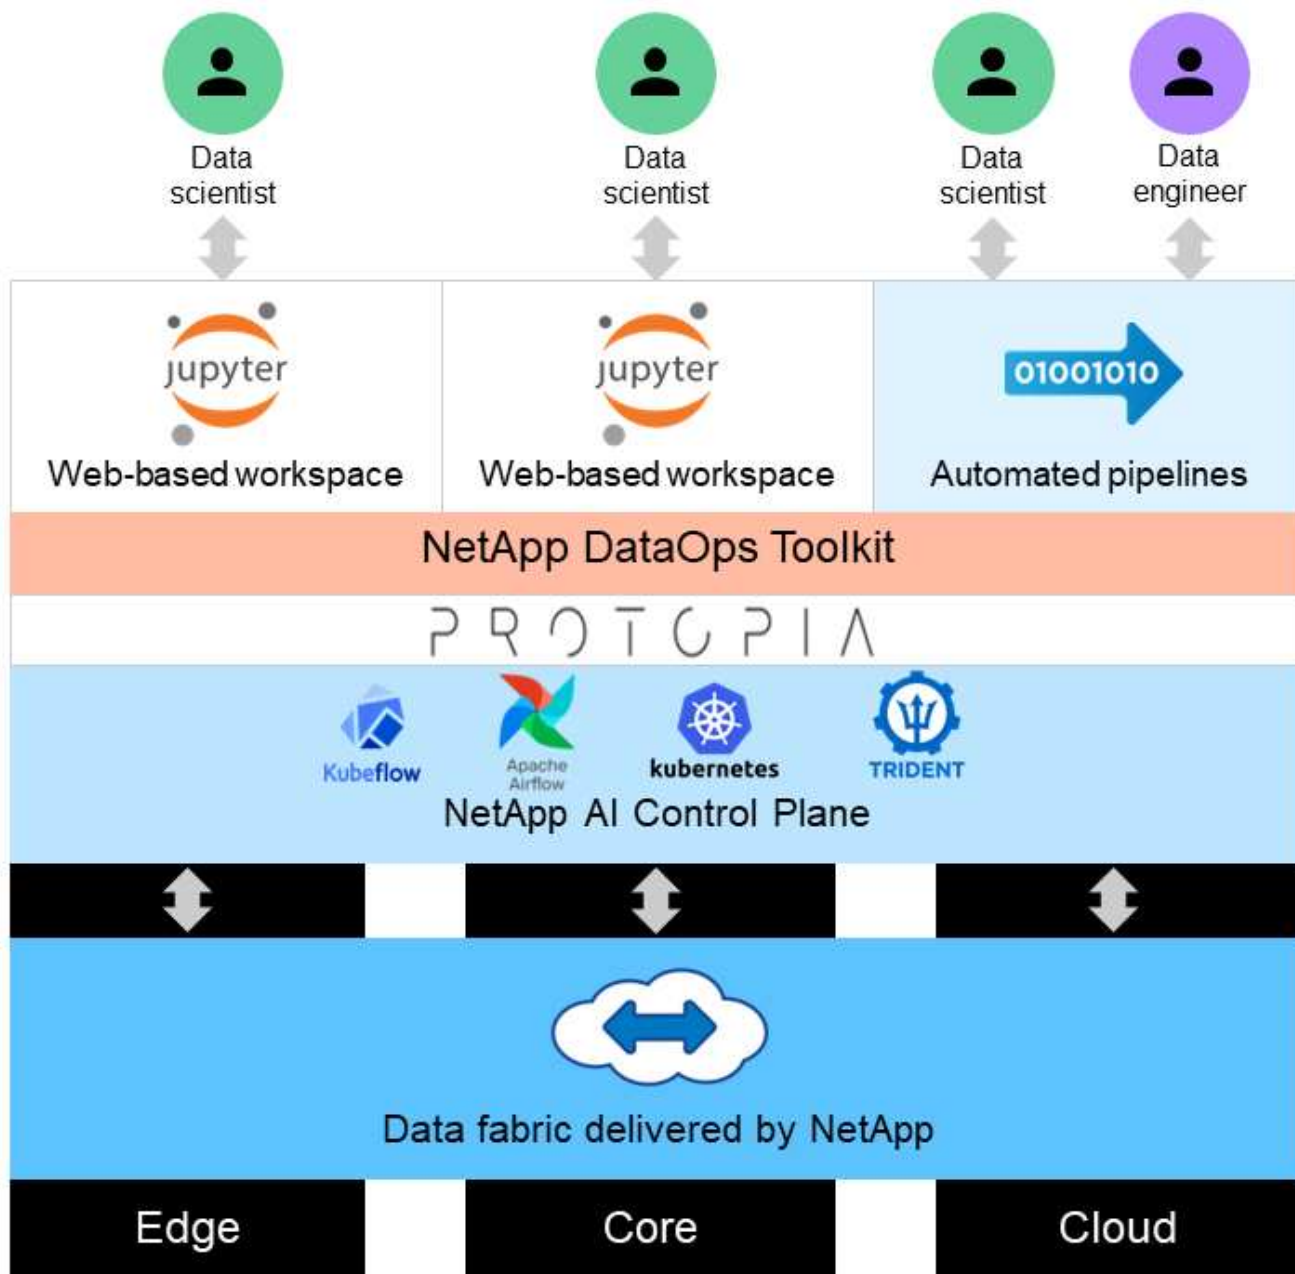 Data
scientist
Data
scientist
Data
scientist
Data
engineer
jupyter
Web-based workspace
jupyter
Web-based workspace
01001010
Automated pipelines
NetApp DataOps Toolkit
PROTOPIA
Kubeflow
Apache
Airflow
kubernetes
TRIDENT
NetApp AI Control Plane
Data fabric delivered by NetApp
Edge
Core
Cloud